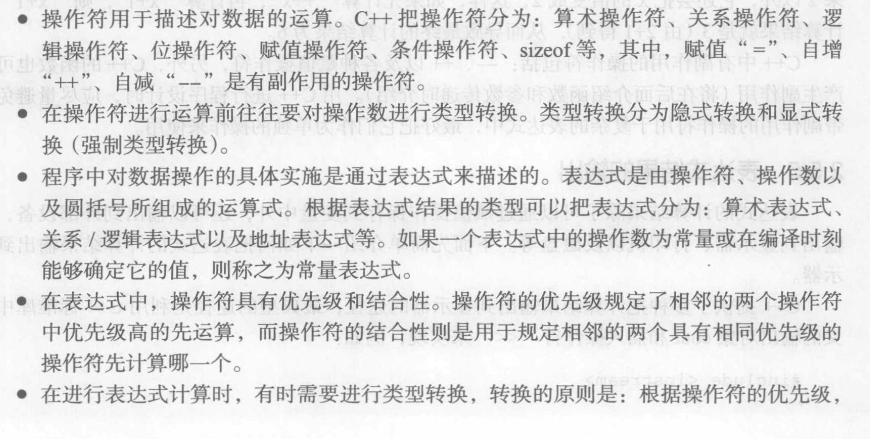 ● 操作符用于描述对数据的运算。C++ 把操作符分为：算术操作符、关系操作符、逻
辑操作符、位操作符、赋值操作符、条件操作符、sizeof 等，其中，赋值“=”，自增
“++”，自减“--”是有副作用的操作符。
● 在操作符进行运算前往往要对操作数进行类型转换。类型转换分为隐式转换和显式转
换（强制类型转换）。
● 程序中对数据操作的具体实施是通过表达式来描述的。表达式是由操作符、操作数以
及圆括号所组成的运算式。根据表达式结果的类型可以把表达式分为：算术表达式、
关系/逻辑表达式以及地址表达式等。如果一个表达式中的操作数为常量或在编译时刻
能够确定它的值，则称之为常量表达式。
● 在表达式中，操作符具有优先级和结合性。操作符的优先级规定了相邻的两个操作符
中优先级高的先运算，而操作符的结合性则是用于规定相邻的两个具有相同优先级的
操作符先计算哪一个。
● 在进行表达式计算时，有时需要进行类型转换，转换的原则是：根据操作符的优先级，